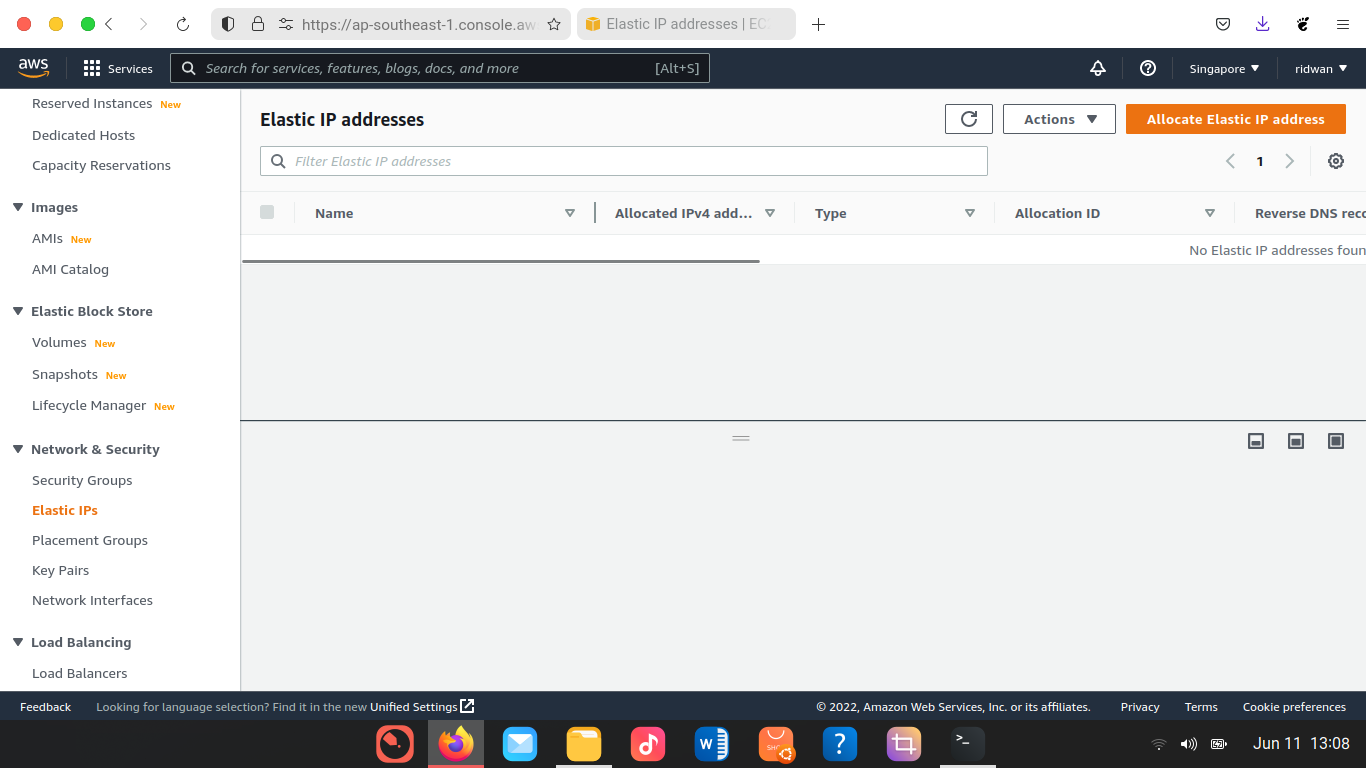 https://ap-southeast-1.console.aw
Elastic IP addresses | EC
aws
Services
Search for services, features, blogs, docs, and more
[Alt+S]
Singapore
ridwan
Reserved Instances New
Dedicated Hosts
Capacity Reservations
Images
AMIs New
AMI Catalog
Elastic Block Store
Volumes New
Snapshots New
Lifecycle Manager New
Network & Security
Security Groups
Elastic IPs
Placement Groups
Key Pairs
Network Interfaces
Load Balancing
Load Balancers
Elastic IP addresses
Actions
Allocate Elastic IP address
Filter Elastic IP addresses
1
Name
Allocated IPv4 add...
Type
Allocation ID
Reverse DNS reco
No Elastic IP addresses foun
Feedback
Looking for language selection? Find it in the new Unified Settings
© 2022, Amazon Web Services, Inc. or its affiliates.
Privacy
Terms
Cookie preferences
W
?
>_
Jun 11 13:08